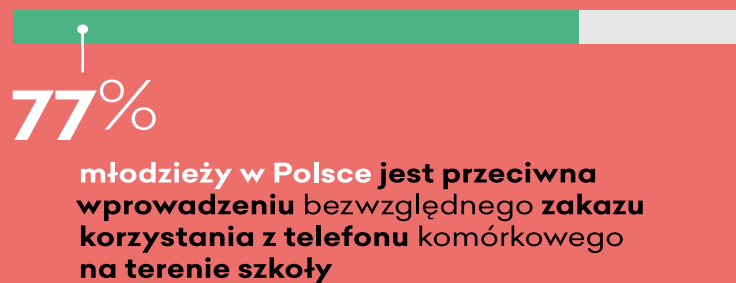 77%
młodzieży w Polsce jest przeciwna
wprowadzeniu bezwzględnego zakazu
korzystania z telefonu komórkowego
na terenie szkoły